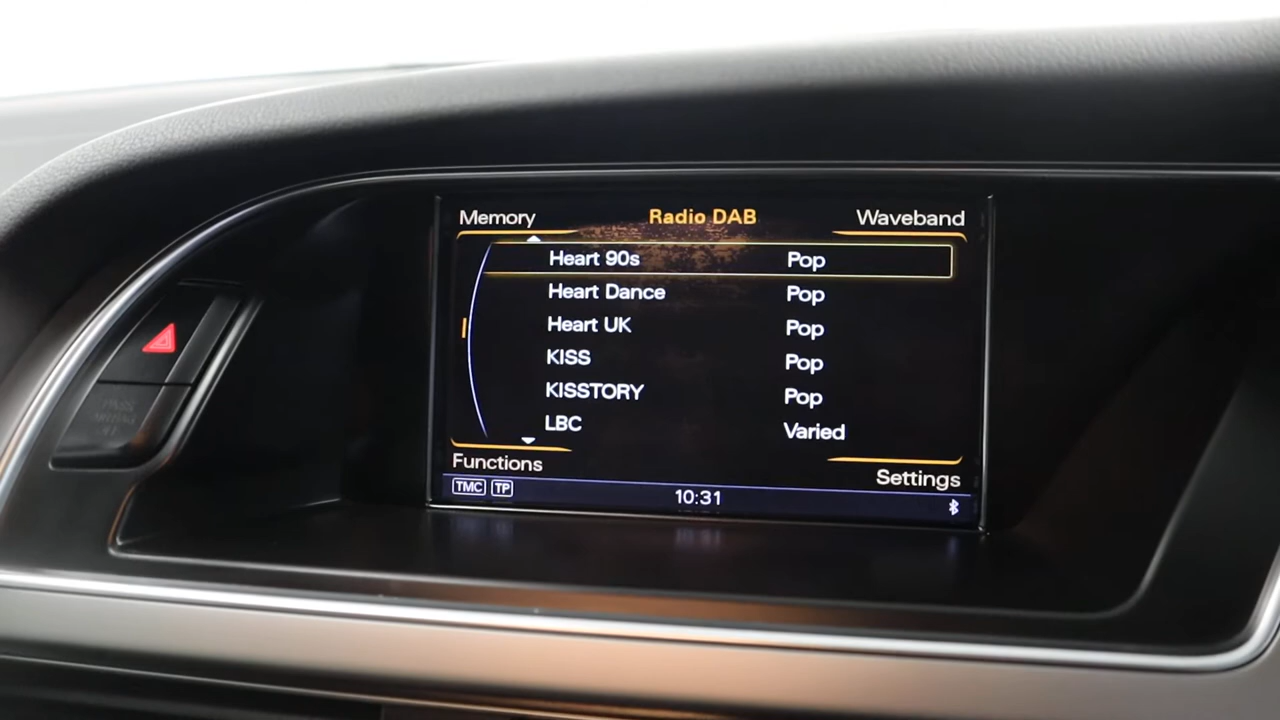 Memory Radio DAB Waveband
Heart 90s Pop
Heart Dance Pop
Heart UK Pop
KISS Pop
KISSTORY Pop
LBC Varied
Functions Settings
TMC TP 10:31